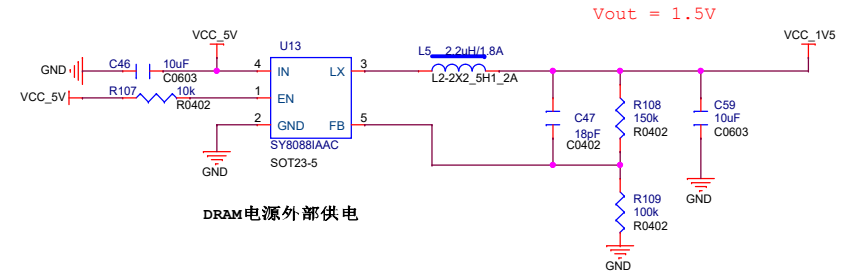 Vout = 1.5V
VCC_5V
U13
VCC_1V5
GND
C46
10uF
C0603
4
IN
LX
3
L5
2.2uH/1.8A
L2-2X2_5H1_2A
VCC_5V
R107
10k
R0402
1
EN
2
GND
FB
5
SY8088IAAC
SOT23-5
GND
C47
18pF
C0402
R108
150k
R0402
C59
10uF
C0603
GND
R109
100k
R0402
GND
DRAM电源外部供电